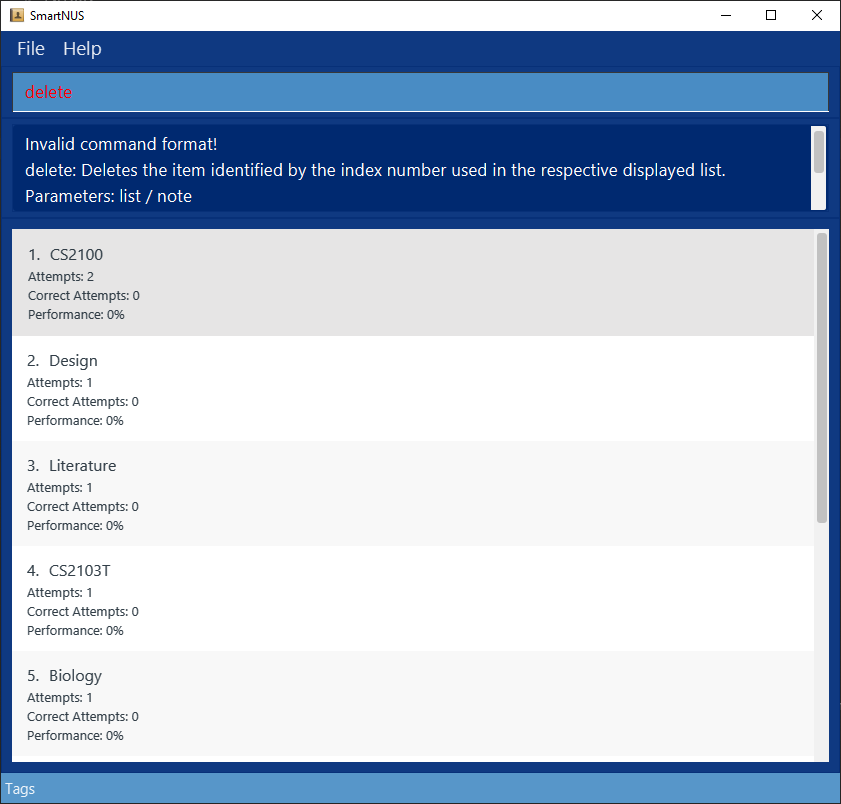 SmartNUS
File Help
delete
Invalid command format!
delete: Deletes the item identified by the index number used in the respective displayed list.
Parameters: list / note
1. CS2100
Attempts: 2
Correct Attempts: 0
Performance: 0%
2. Design
Attempts: 1
Correct Attempts: 0
Performance: 0%
3. Literature
Attempts: 1
Correct Attempts: 0
Performance: 0%
4. CS2103T
Attempts: 1
Correct Attempts: 0
Performance: 0%
5. Biology
Attempts: 1
Correct Attempts: 0
Performance: 0%
Tags